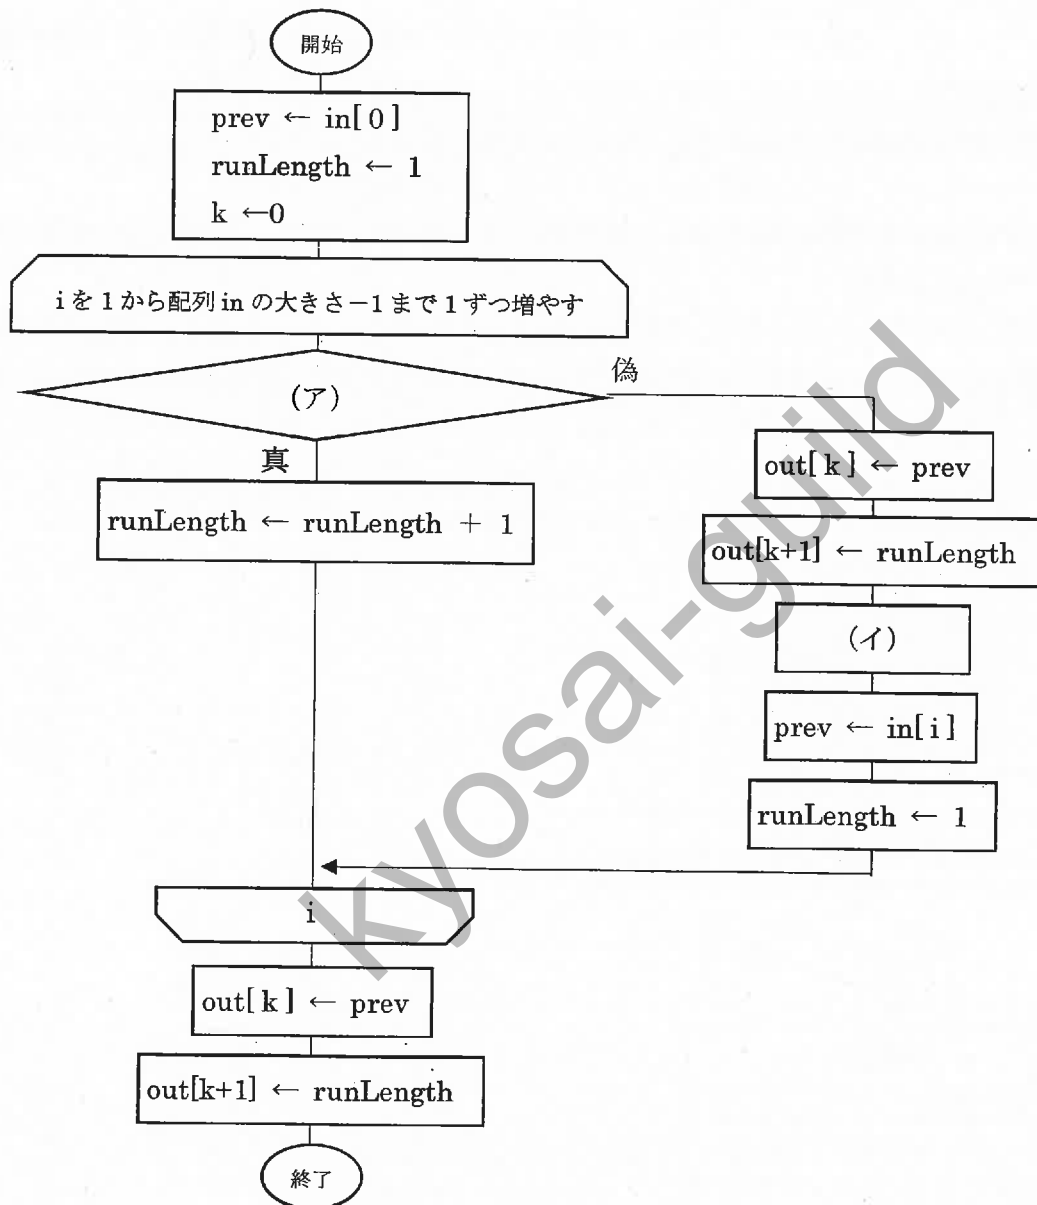 開始
prev ← in[0]
runLength ← 1
k ←0
i を 1 から配列 in の大きさ－1 まで 1 ずつ増やす
(ア)
偽
真
runLength ← runLength + 1
out[k] ← prev
out[k+1] ← runLength
(イ)
prev ← in[i]
runLength ← 1
i
out[k] ← prev
out[k+1] ← runLength
終了
kyosai-guild